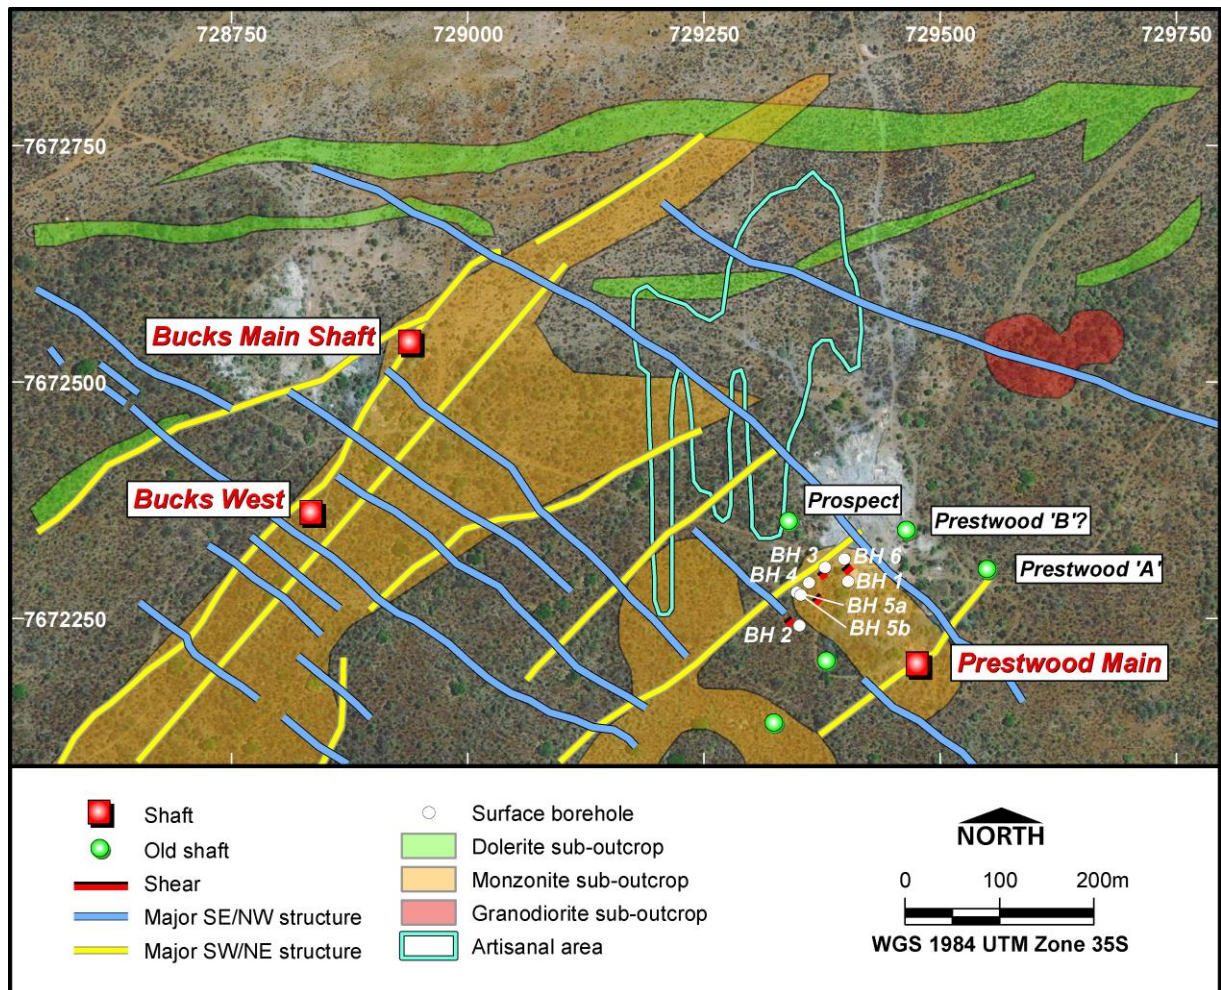 728750 729000 729250 729500 729750
7672750
Bucks Main Shaft
7672500
Bucks West
Prospect
Prestwood 'B'?
BH 3 BH 6
Prestwood 'A'
BH 4 BH 1
BH 5a
7672250
BH 5b
BH 2
Prestwood Main
Shaft
Old shaft
Shear
Major SE/NW structure
Major SW/NE structure
Surface borehole
Dolerite sub-outcrop
Monzonite sub-outcrop
Granodiorite sub-outcrop
Artisanal area
NORTH
0 100 200m
WGS 1984 UTM Zone 35S